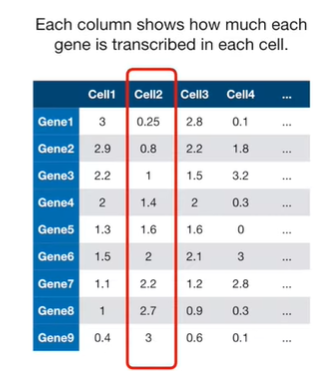 Each column shows how much each
gene is transcribed in each cell.
Cell1 Cell2 Cell3 Cell4 ...
Gene1 3 0.25 2.8 0.1 ...
Gene2 2.9 0.8 2.2 1.8 ...
Gene3 2.2 1 1.5 3.2 ...
Gene4 2 1.4 2 0.3 ...
Gene5 1.3 1.6 1.6 0 ...
Gene6 1.5 2 2.1 3 ...
Gene7 1.1 2.2 1.2 2.8 ...
Gene8 1 2.7 0.9 0.3 ...
Gene9 0.4 3 0.6 0.1 ...